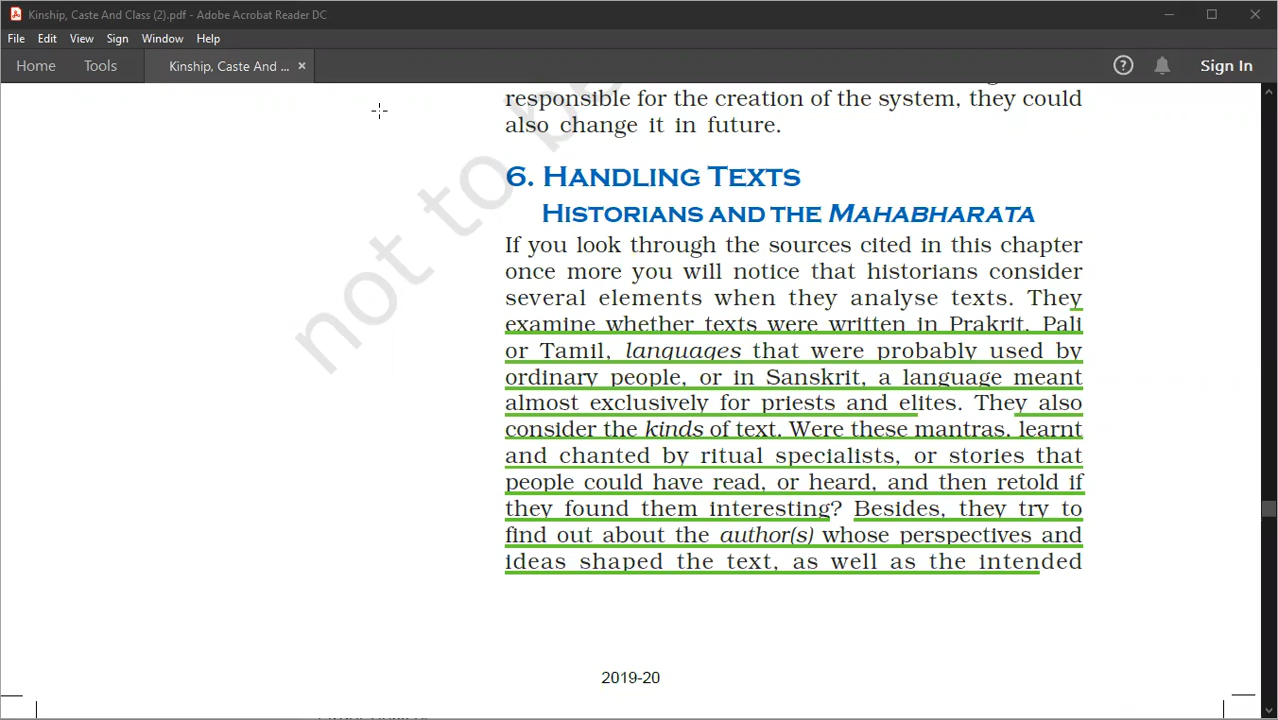 Kinship, Caste And Class (2).pdf - Adobe Acrobat Reader DC
File Edit View Sign Window Help
Home Tools Kinship, Caste And ... × Sign In
responsible for the creation of the system, they could
also change it in future.
6. Handling Texts
Historians and the Mahabharata
If you look through the sources cited in this chapter
once more you will notice that historians consider
several elements when they analyse texts. They
examine whether texts were written in Prakrit, Pali
or Tamil, languages that were probably used by
ordinary people, or in Sanskrit, a language meant
almost exclusively for priests and elites. They also
consider the kinds of text. Were these mantras, learnt
and chanted by ritual specialists, or stories that
people could have read, or heard, and then retold if
they found them interesting? Besides, they try to
find out about the author(s) whose perspectives and
ideas shaped the text, as well as the intended
not to be
2019-20